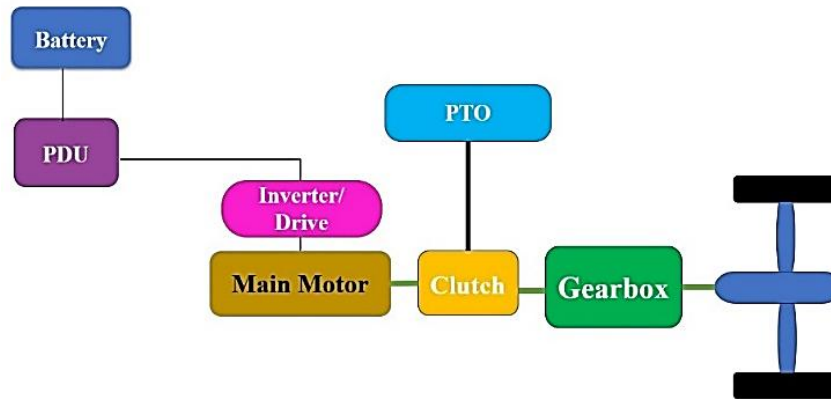 Battery
PTO
PDU
Inverter/
Drive
Main Motor
Clutch
Gearbox